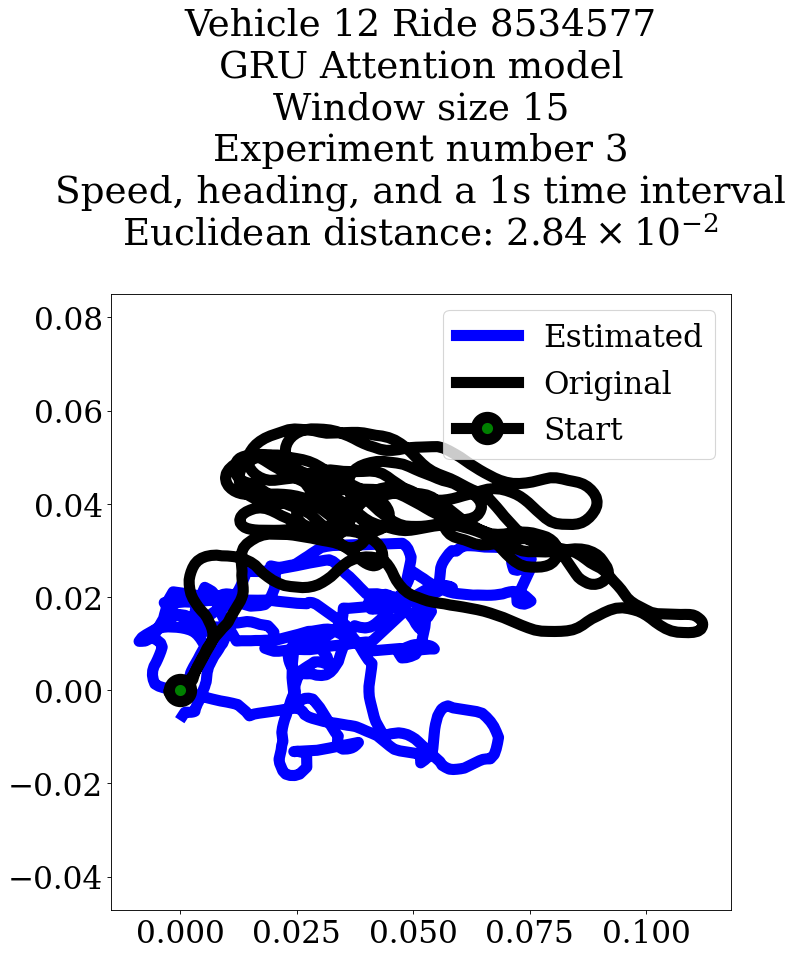 Vehicle 12 Ride 8534577
GRU Attention model
Window size 15
Experiment number 3
Speed, heading, and a 1s time interval
Euclidean distance: 2.84 × 10⁻²
Estimated
Original
Start
0.08
0.06
0.04
0.02
0.00
−0.02
−0.04
0.000 0.025 0.050 0.075 0.100